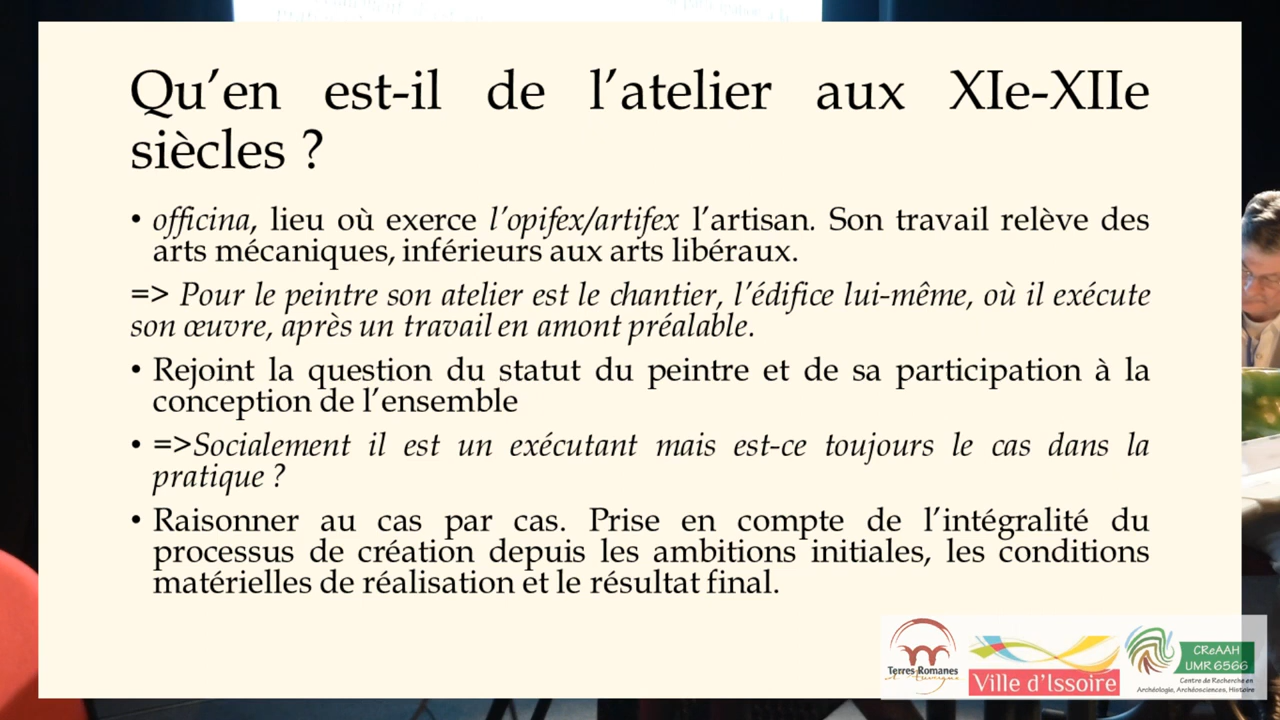 Qu’en est-il de l’atelier aux XIe-XIIe
siècles ?
• officina, lieu où exerce l’opifex/artifex l’artisan. Son travail relève des
arts mécaniques, inférieurs aux arts libéraux.
=> Pour le peintre son atelier est le chantier, l’édifice lui-même, où il exécute
son œuvre, après un travail en amont préalable.
• Rejoint la question du statut du peintre et de sa participation à la
conception de l’ensemble
• =>Socialement il est un exécutant mais est-ce toujours le cas dans la
pratique ?
• Raisonner au cas par cas. Prise en compte de l’intégralité du
processus de création depuis les ambitions initiales, les conditions
matérielles de réalisation et le résultat final.
Terres Romanes
d'Auvergne
Ville d’Issoire
CReAAH
UMR 6566
Centre de Recherche en
Archéologie, Archéosciences, Histoire